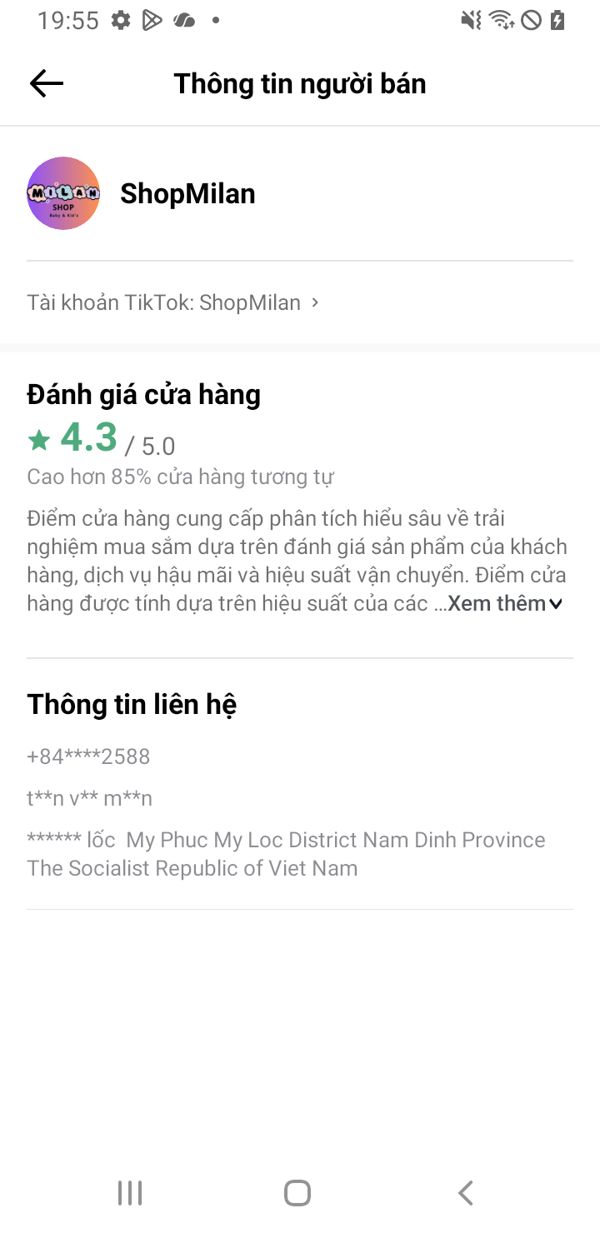 19:55
Thông tin người bán
MILAN
SHOP
Baby & Kid's
ShopMilan
Tài khoản TikTok: ShopMilan >
Đánh giá cửa hàng
4.3 / 5.0
Cao hơn 85% cửa hàng tương tự
Điểm cửa hàng cung cấp phân tích hiểu sâu về trải
nghiệm mua sắm dựa trên đánh giá sản phẩm của khách
hàng, dịch vụ hậu mãi và hiệu suất vận chuyển. Điểm cửa
hàng được tính dựa trên hiệu suất của các ...Xem thêm
Thông tin liên hệ
+84****2588
t**n v** m**n
****** lốc  My Phuc My Loc District Nam Dinh Province
The Socialist Republic of Viet Nam